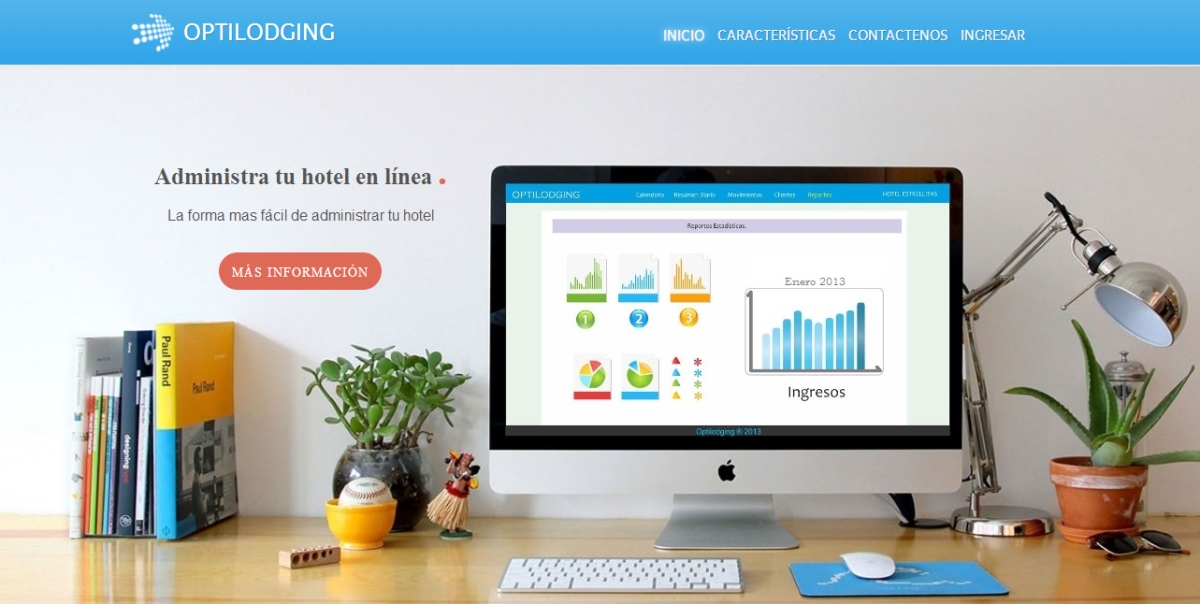 OPTILODGING
INICIO CARACTERÍSTICAS CONTACTENOS INGRESAR
Administra tu hotel en línea .
La forma mas fácil de administrar tu hotel
MÁS INFORMACIÓN
OPTILODGING Calendario Resumen Diario Movimientos Clientes Reportes HOTEL ESTRELLITAS
Reportes Estadísticos.
Enero 2013
1 2 3
Ingresos
Optilodging ® 2013
Paul Rand
Paul Rand
designing